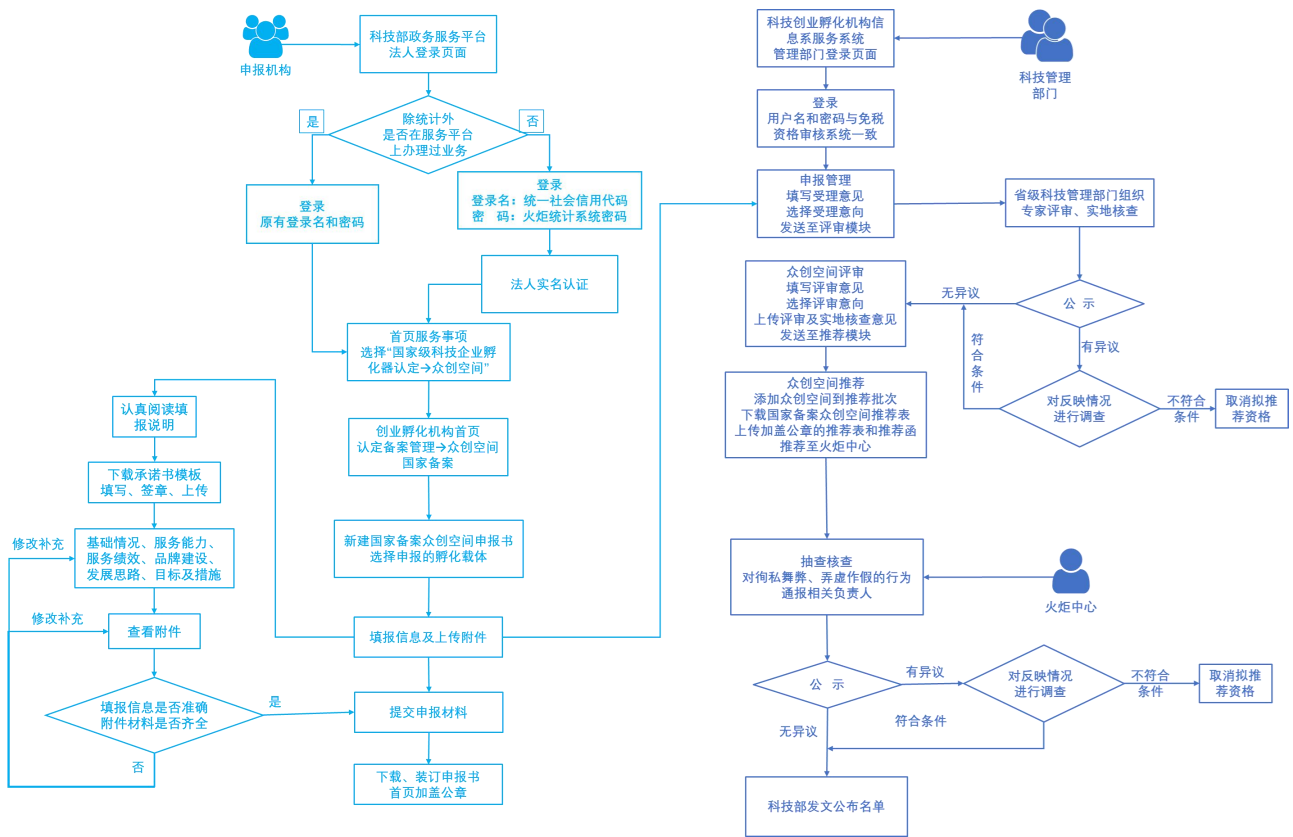 申报机构
科技部政务服务平台
法人登录页面
除统计外
是否在服务平台
上办理过业务
是
否
登录
原有登录名和密码
登录
登录名：统一社会信用代码
密　码：火炬统计系统密码
法人实名认证
首页服务事项
选择“国家级科技企业孵
化器认定→众创空间”
创业孵化机构首页
认定备案管理→众创空间
国家备案
新建国家备案众创空间申报书
选择申报的孵化载体
填报信息及上传附件
认真阅读填
报说明
下载承诺书模板
填写、签章、上传
修改补充
基础情况、服务能力、
服务绩效、品牌建设、
发展思路、目标及措施
修改补充
查看附件
填报信息是否准确
附件材料是否齐全
是
否
提交申报材料
下载、装订申报书
首页加盖公章
科技创业孵化机构信
息系服务系统
管理部门登录页面
科技管理
部门
登录
用户名和密码与免税
资格审核系统一致
申报管理
填写受理意见
选择受理意向
发送至评审模块
省级科技管理部门组织
专家评审、实地核查
公 示
无异议
有异议
众创空间评审
填写评审意见
选择评审意向
上传评审及实地核查意见
发送至推荐模块
符
合
条
件
对反映情况
进行调查
不符合
条件
取消拟推
荐资格
众创空间推荐
添加众创空间到推荐批次
下载国家备案众创空间推荐表
上传加盖公章的推荐表和推荐函
推荐至火炬中心
抽查核查
对徇私舞弊、弄虚作假的行为
通报相关负责人
火炬中心
公 示
有异议
对反映情况
进行调查
不符合
条件
取消拟推
荐资格
符合条件
无异议
科技部发文公布名单